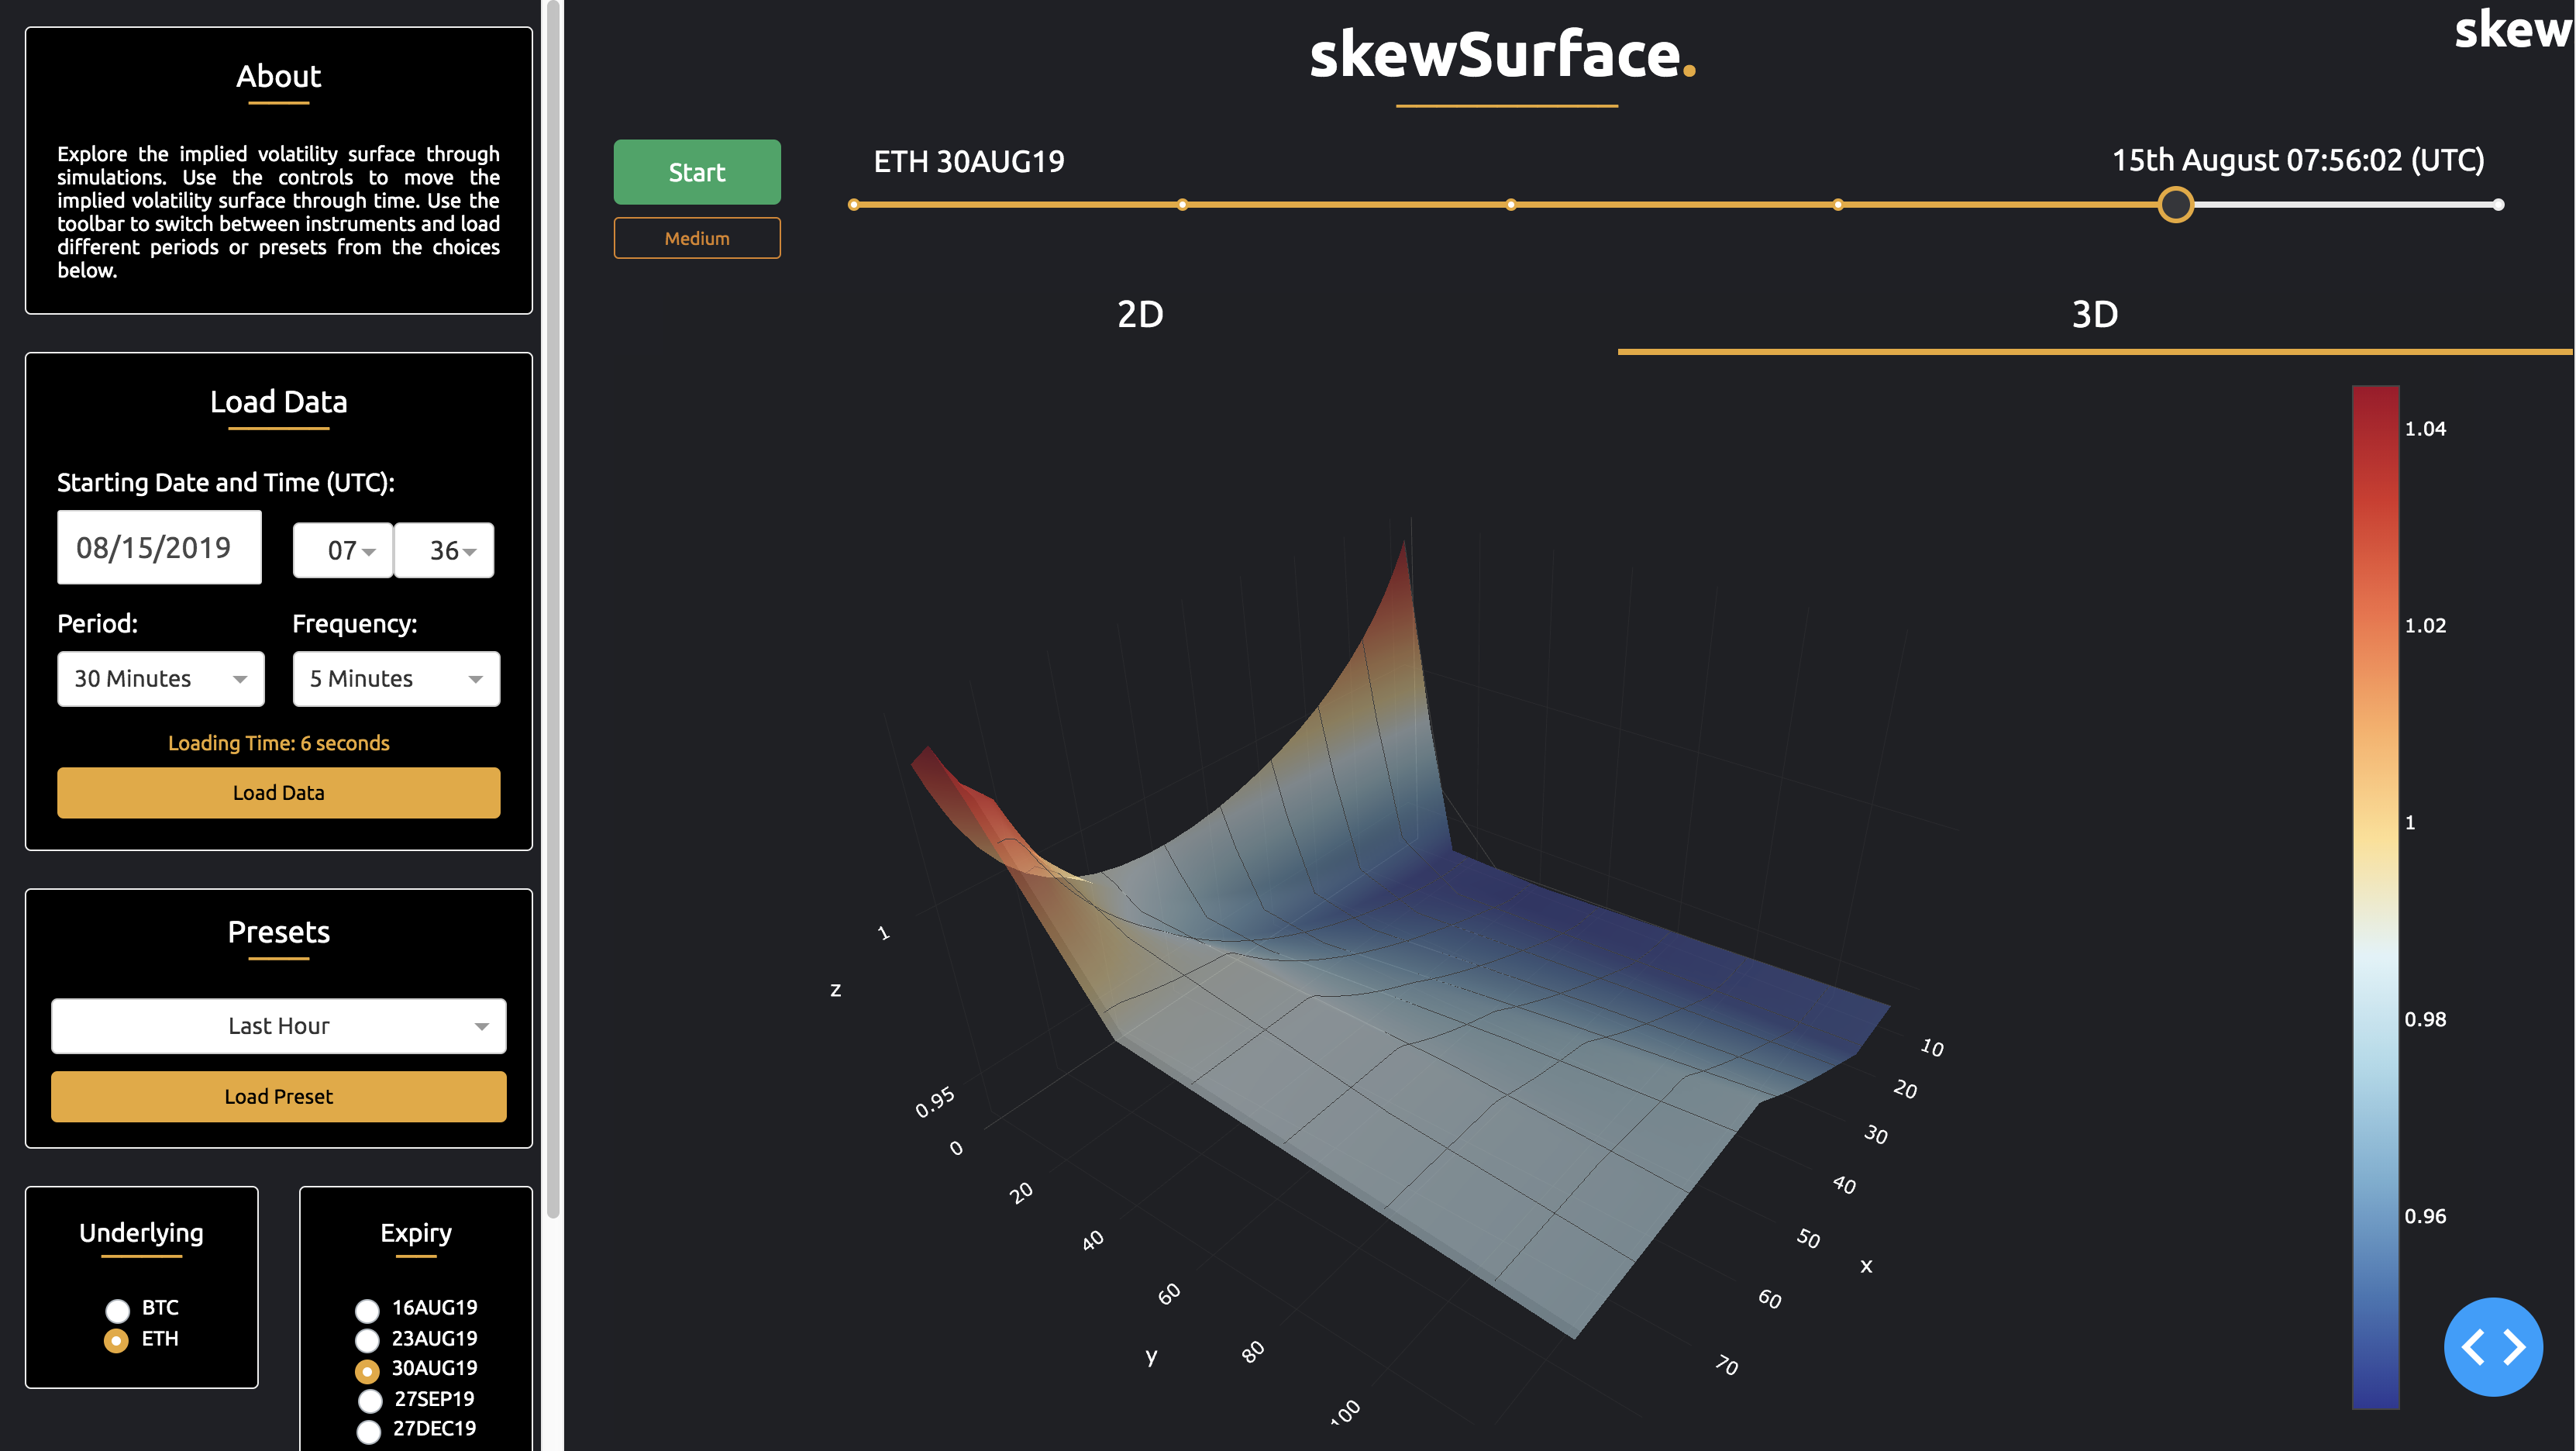 About
Explore the implied volatility surface through
simulations. Use the controls to move the
implied volatility surface through time. Use the
toolbar to switch between instruments and load
different periods or presets from the choices
below.
Load Data
Starting Date and Time (UTC):
08/15/2019
07
36
Period:
Frequency:
30 Minutes
5 Minutes
Loading Time: 6 seconds
Load Data
Presets
Last Hour
Load Preset
Underlying
BTC
ETH
Expiry
16AUG19
23AUG19
30AUG19
27SEP19
27DEC19
skewSurface.
skew
Start
Medium
ETH 30AUG19
15th August 07:56:02 (UTC)
2D
3D
1.04
1.02
1
0.98
0.96
1
z
0.95
0
20
40
60
y
80
100
10
20
30
40
50
x
60
70